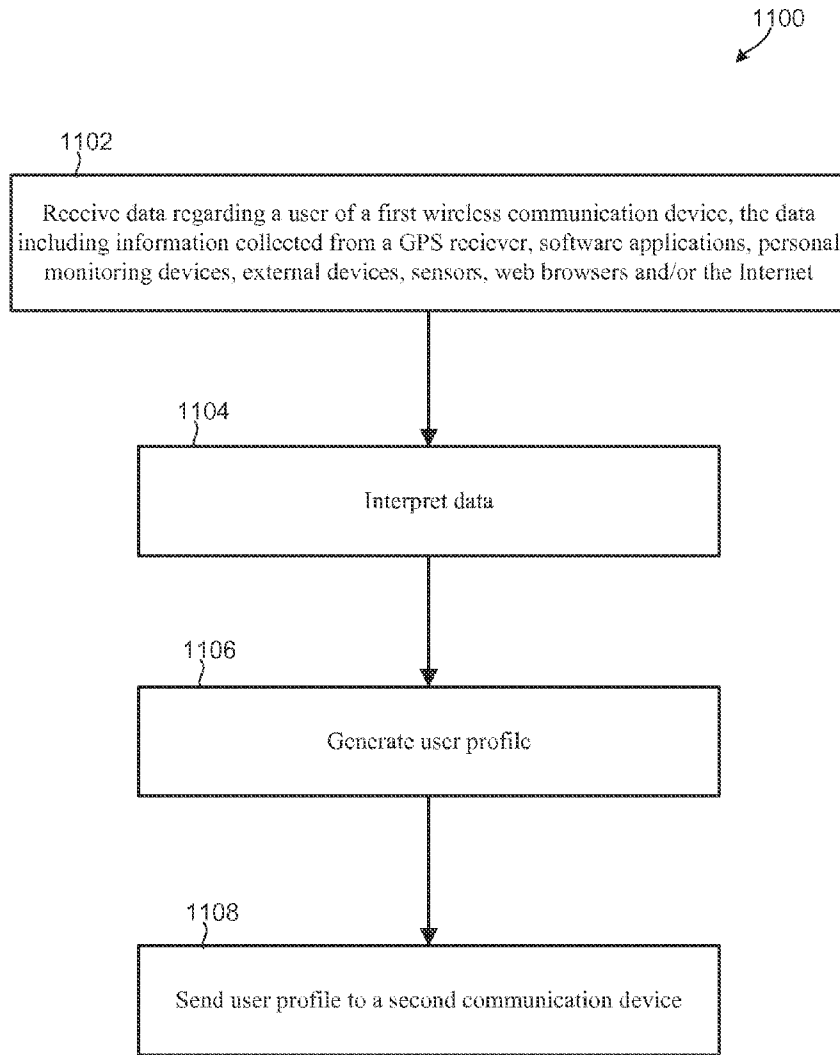 1100
1102
Receive data regarding a user of a first wireless communication device, the data
including information collected from a GPS reciever, software applications, personal
monitoring devices, external devices, sensors, web browsers and/or the Internet
1104
Interpret data
1106
Generate user profile
1108
Send user profile to a second communication device